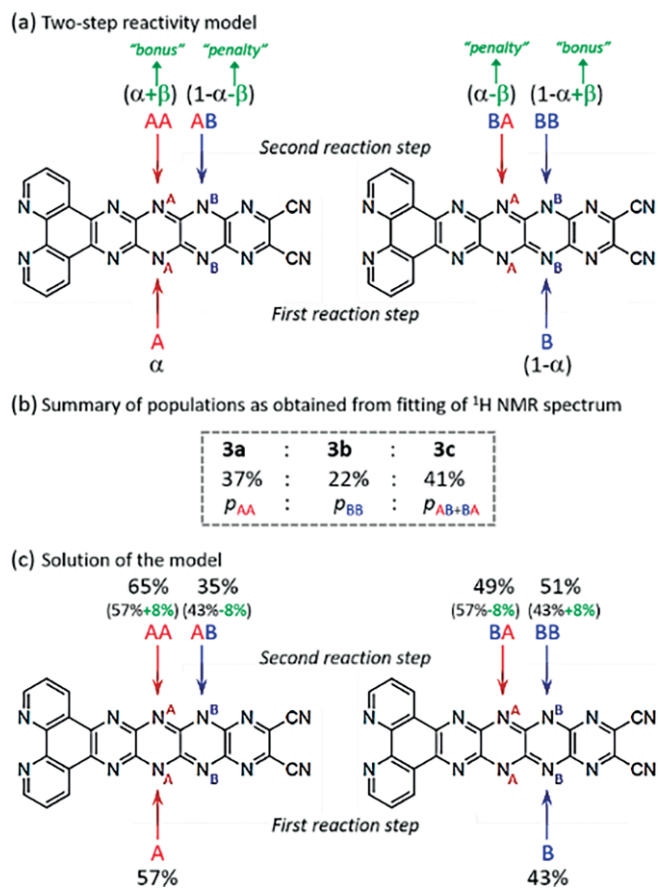 (a) Two-step reactivity model
"bonus" "penalty" "penalty" "bonus"
(α+β) (1-α-β) (α-β) (1-α+β)
AA AB BA BB
Second reaction step
N N N A N B N CN N N N A N B N CN
N N N A N B N CN N N N A N B N CN
First reaction step
A B
α (1-α)
(b) Summary of populations as obtained from fitting of ¹H NMR spectrum
3a : 3b : 3c
37% : 22% : 41%
pAA : pBB : pAB+BA
(c) Solution of the model
65% 35% 49% 51%
(57%+8%) (43%-8%) (57%-8%) (43%+8%)
AA AB BA BB
Second reaction step
N N N A N B N CN N N N A N B N CN
N N N A N B N CN N N N A N B N CN
First reaction step
A B
57% 43%